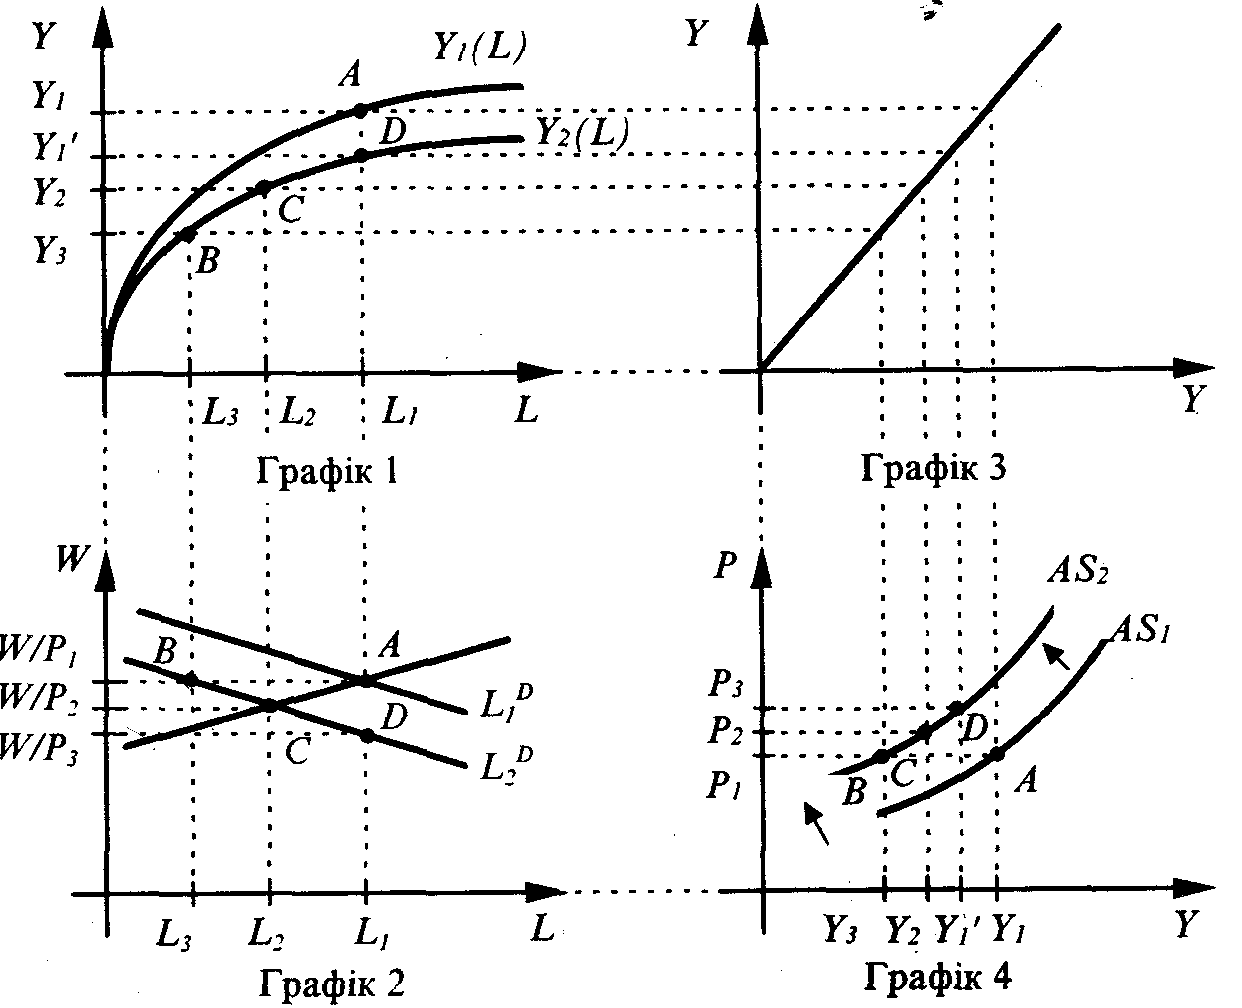 Y
Y₁
Y₁'
Y₂
Y₃
A
Y₁(L)
D
Y₂(L)
C
B
L₃
L₂
L₁
L
Графік 1
Y
Y
Графік 3
W
W/P₁
W/P₂
W/P₃
B
A
D
C
L₁ᴰ
L₂ᴰ
L₃
L₂
L₁
L
Графік 2
P
AS₂
AS₁
P₃
P₂
P₁
D
C
B
A
Y₃
Y₂
Y₁'
Y₁
Y
Графік 4